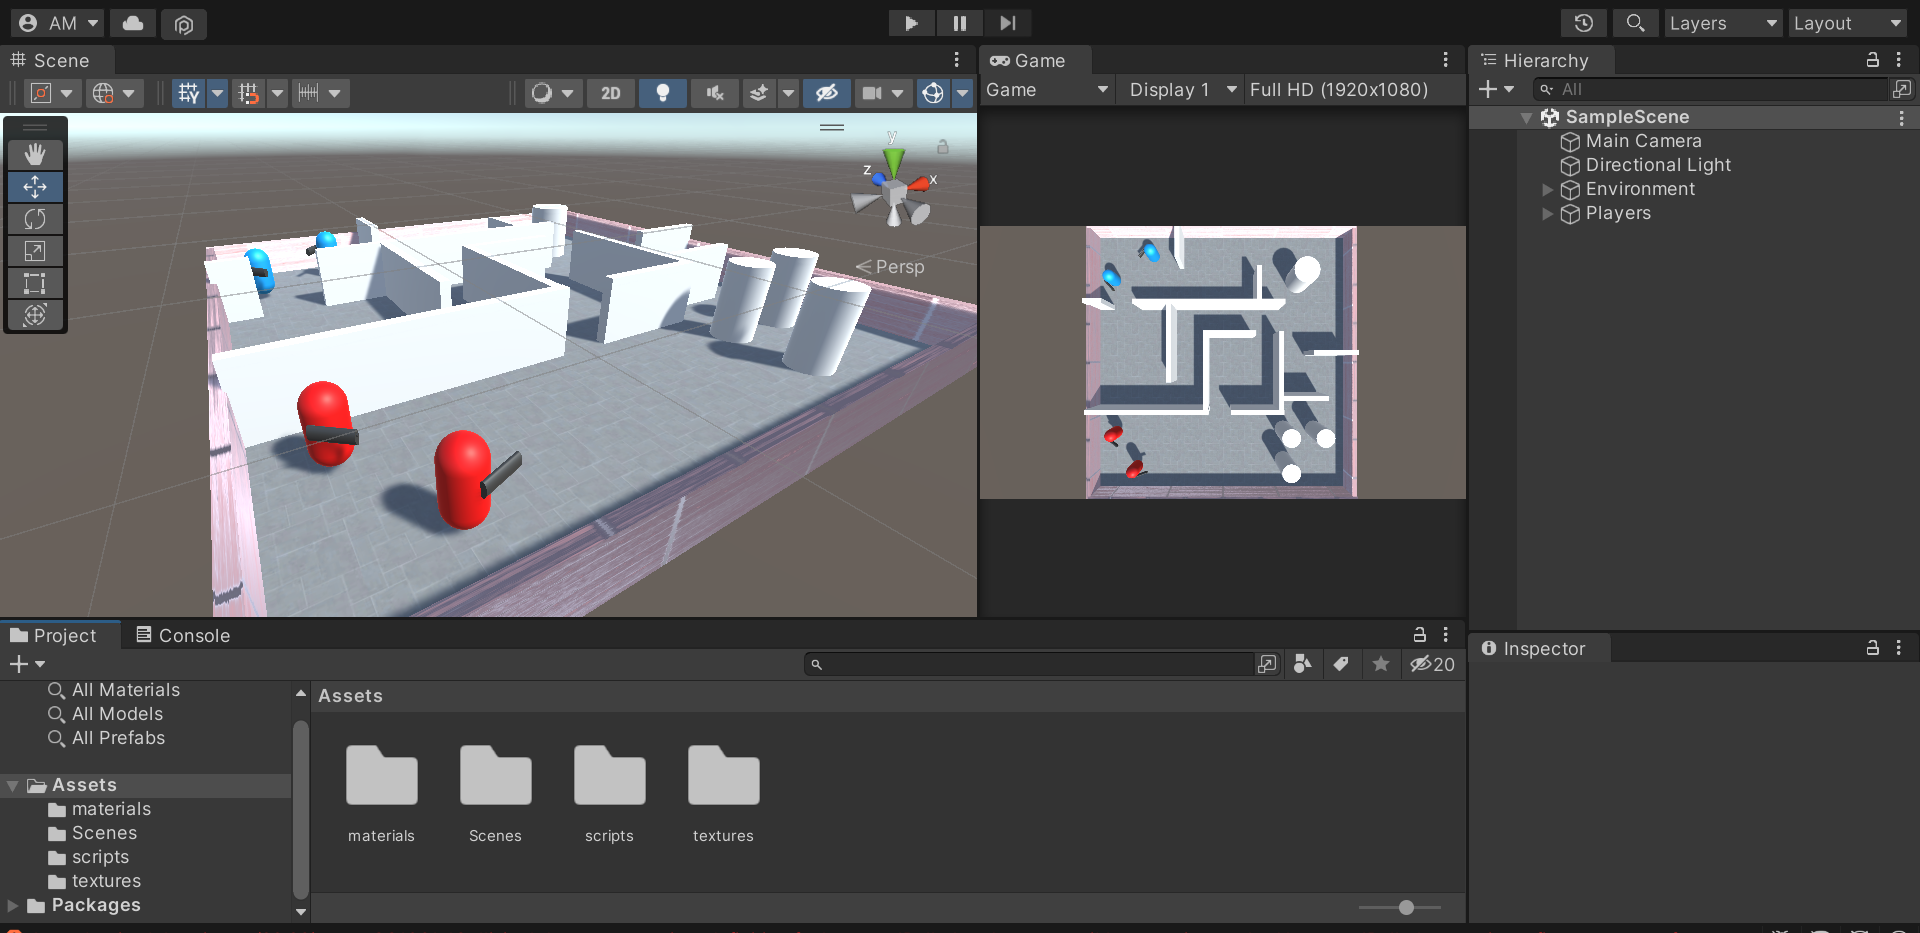 AM
Layers
Layout
Scene
2D
y
z
x
Persp
Game
Game
Display 1
Full HD (1920x1080)
Hierarchy
All
SampleScene
Main Camera
Directional Light
Environment
Players
Project
Console
20
All Materials
All Models
All Prefabs
Assets
materials
Scenes
scripts
textures
Packages
Assets
materials
Scenes
scripts
textures
Inspector